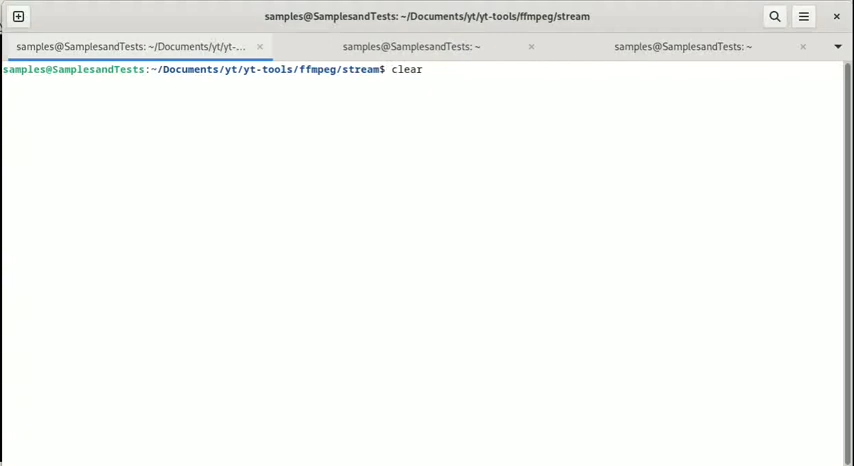 samples@SamplesandTests: ~/Documents/yt/yt-tools/ffmpeg/stream
samples@SamplesandTests: ~/Documents/yt/yt-...
samples@SamplesandTests: ~
samples@SamplesandTests: ~
samples@SamplesandTests:~/Documents/yt/yt-tools/ffmpeg/stream$ clear